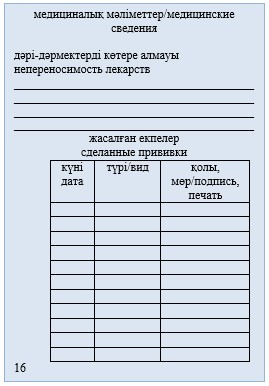 медициналық мәліметтер/медицинские
сведения
дәрі-дәрмектерді көтере алмауы
непереносимость лекарств
жасалған екпелер
сделанные прививки
күні
дата
түрі/вид
қолы,
мөр/подпись,
печать
16